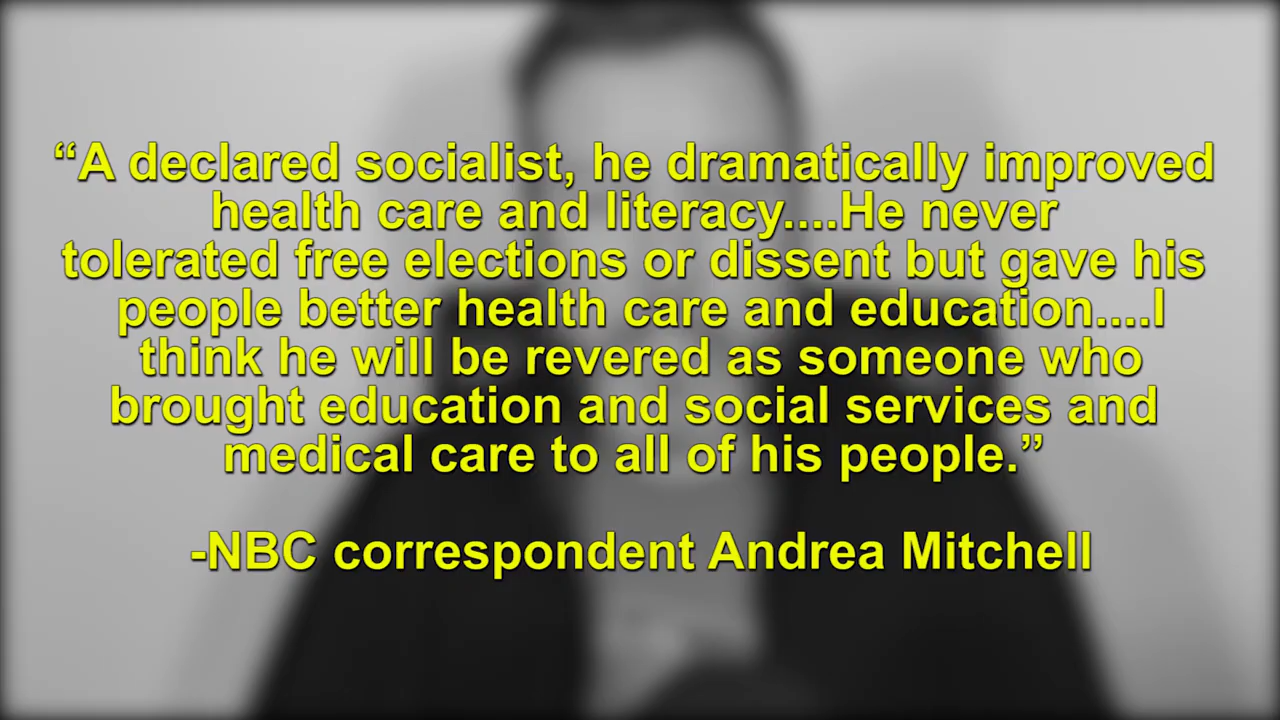 “A declared socialist, he dramatically improved
health care and literacy....He never
tolerated free elections or dissent but gave his
people better health care and education....I
think he will be revered as someone who
brought education and social services and
medical care to all of his people.”
-NBC correspondent Andrea Mitchell